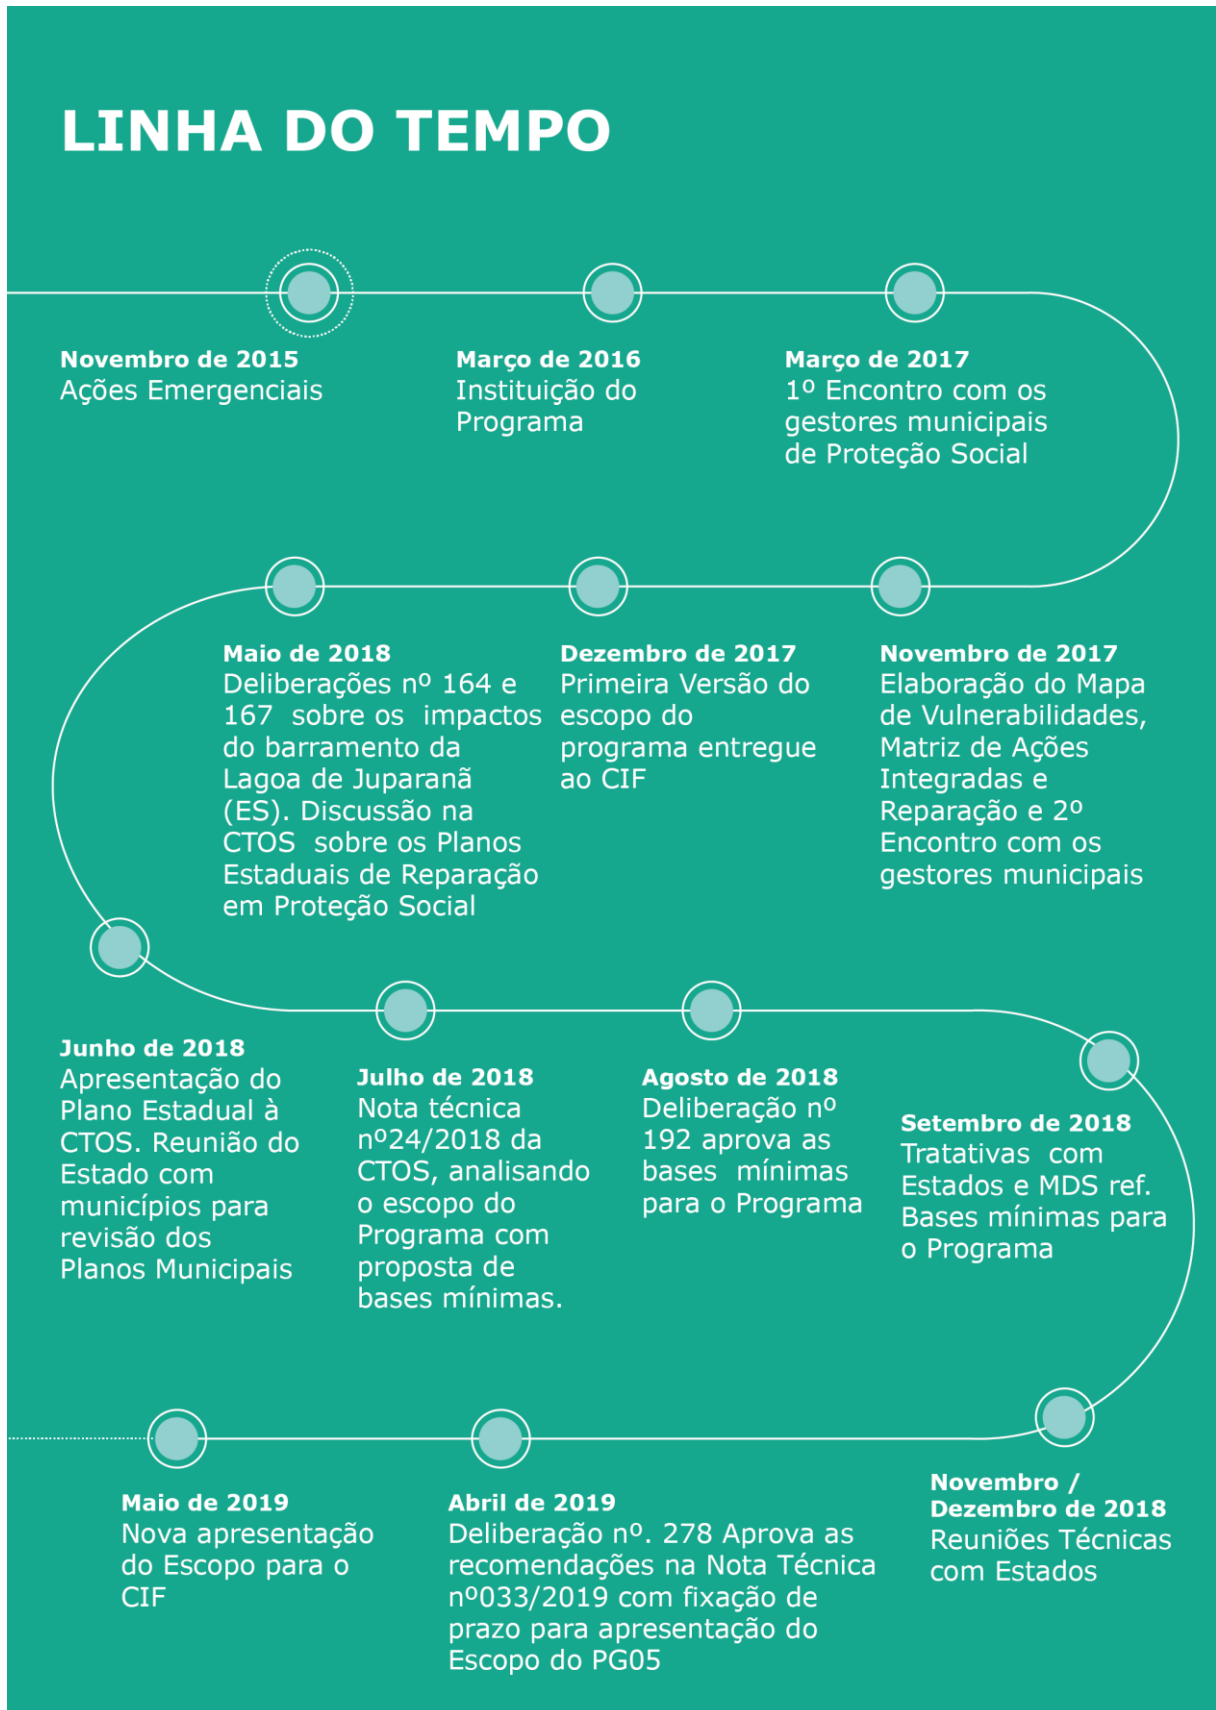 LINHA DO TEMPO
Novembro de 2015
Ações Emergenciais
Março de 2016
Instituição do
Programa
Março de 2017
1º Encontro com os
gestores municipais
de Proteção Social
Novembro de 2017
Elaboração do Mapa
de Vulnerabilidades,
Matriz de Ações
Integradas e
Reparação e 2º
Encontro com os
gestores municipais
Dezembro de 2017
Primeira Versão do
escopo do
programa entregue
ao CIF
Maio de 2018
Deliberações nº 164 e
167 sobre os impactos
do barramento da
Lagoa de Juparanã
(ES). Discussão na
CTOS sobre os Planos
Estaduais de Reparação
em Proteção Social
Junho de 2018
Apresentação do
Plano Estadual à
CTOS. Reunião do
Estado com
municípios para
revisão dos
Planos Municipais
Julho de 2018
Nota técnica
nº24/2018 da
CTOS, analisando
o escopo do
Programa com
proposta de
bases mínimas.
Agosto de 2018
Deliberação nº
192 aprova as
bases mínimas
para o Programa
Setembro de 2018
Tratativas com
Estados e MDS ref.
Bases mínimas para
o Programa
Novembro /
Dezembro de 2018
Reuniões Técnicas
com Estados
Abril de 2019
Deliberação nº. 278 Aprova as
recomendações na Nota Técnica
nº033/2019 com fixação de
prazo para apresentação do
Escopo do PG05
Maio de 2019
Nova apresentação
do Escopo para o
CIF